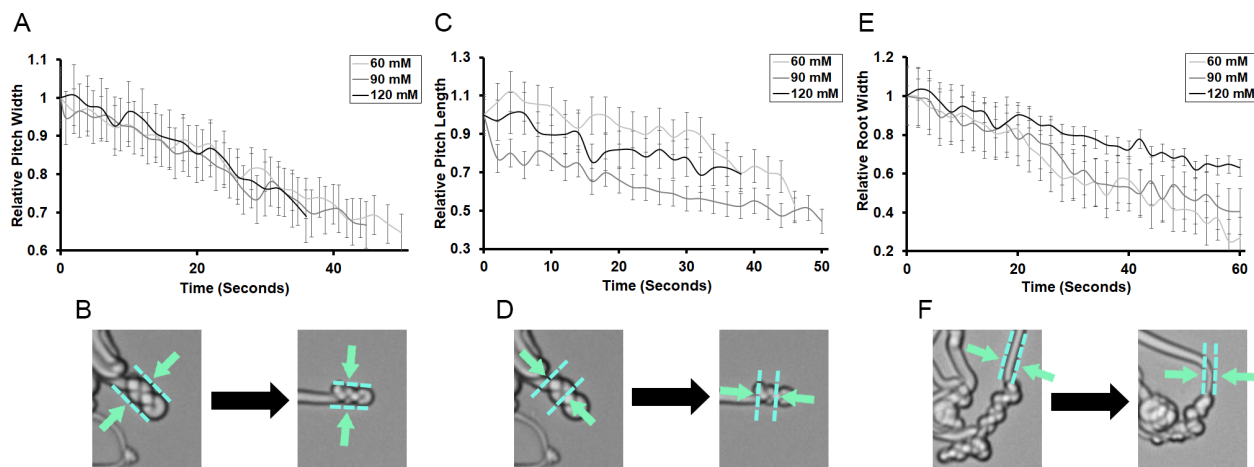 A
1.1
1
0.9
0.8
0.7
0.6
Relative Pitch Width
0
20
40
Time (Seconds)
60 mM
90 mM
120 mM
B
C
1.3
1.1
0.9
0.7
0.5
0.3
Relative Pitch Length
0
10
20
30
40
50
Time (Seconds)
60 mM
90 mM
120 mM
D
E
1.2
1
0.8
0.6
0.4
0.2
Relative Root Width
0
20
40
60
Time (Seconds)
60 mM
90 mM
120 mM
F